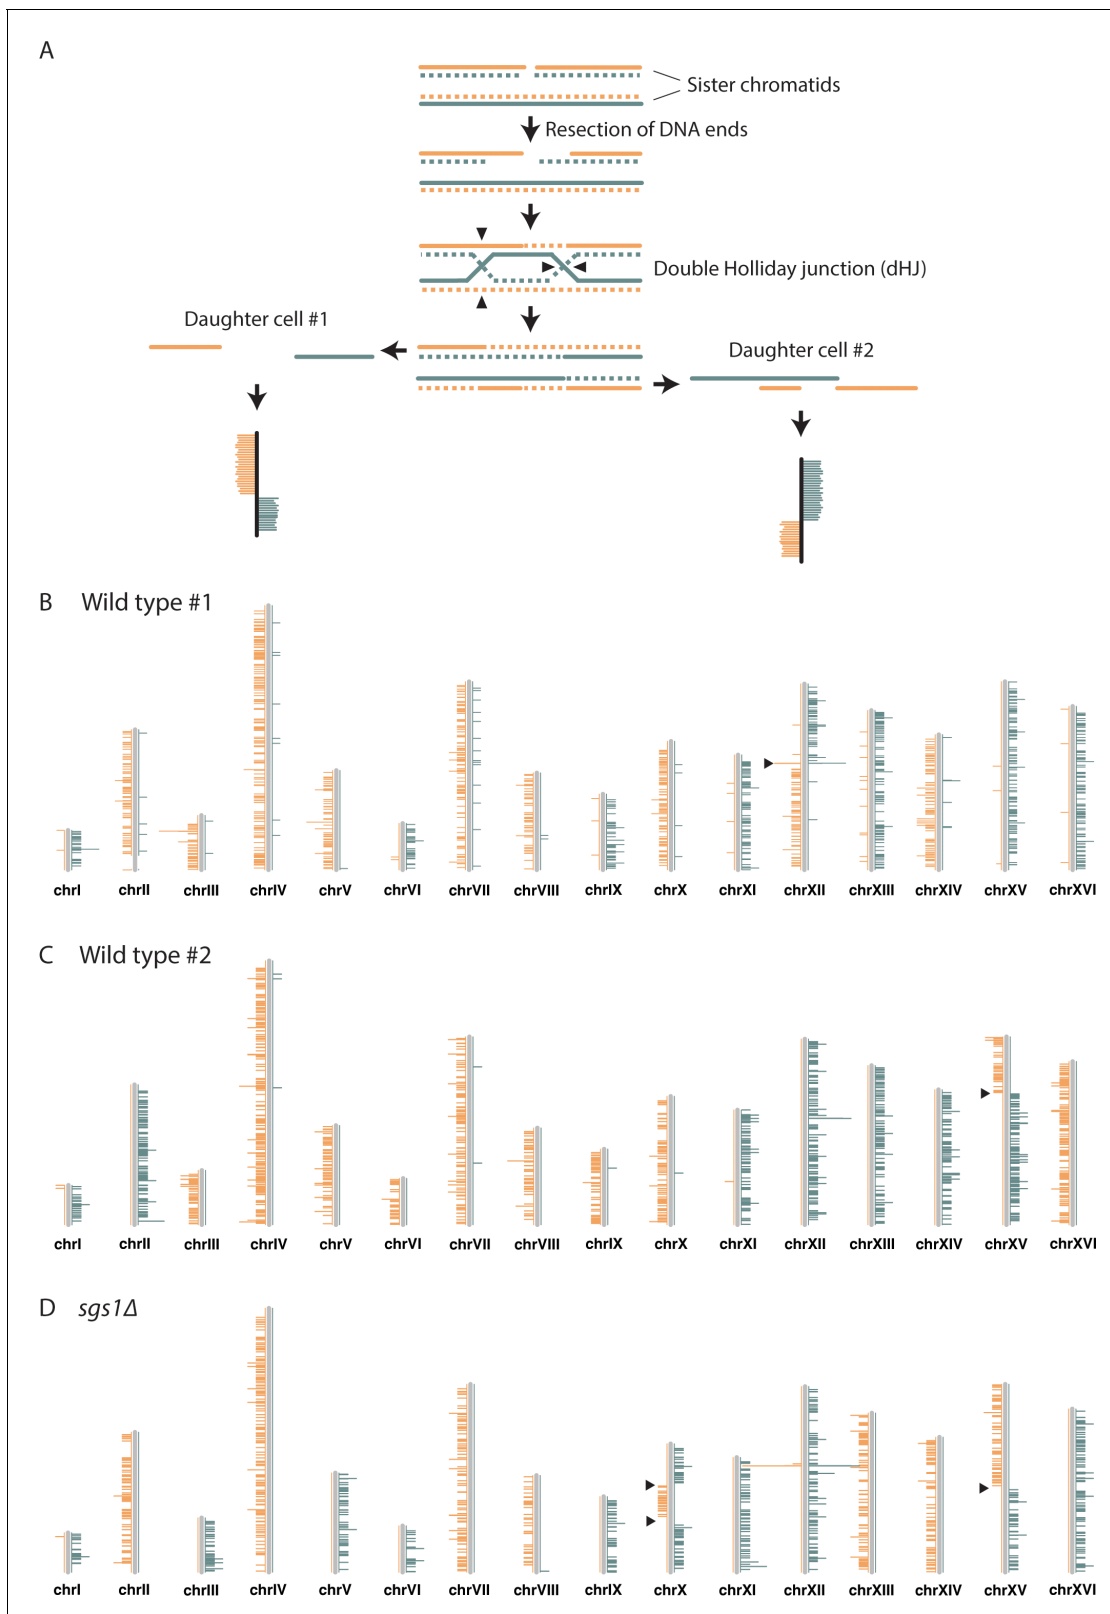 A
Sister chromatids
Resection of DNA ends
Double Holliday junction (dHJ)
Daughter cell #1
Daughter cell #2
B Wild type #1
chrI chrII chrIII chrIV chrV chrVI chrVII chrVIII chrIX chrX chrXI chrXII chrXIII chrXIV chrXV chrXVI
C Wild type #2
chrI chrII chrIII chrIV chrV chrVI chrVII chrVIII chrIX chrX chrXI chrXII chrXIII chrXIV chrXV chrXVI
D sgs1Δ
chrI chrII chrIII chrIV chrV chrVI chrVII chrVIII chrIX chrX chrXI chrXII chrXIII chrXIV chrXV chrXVI